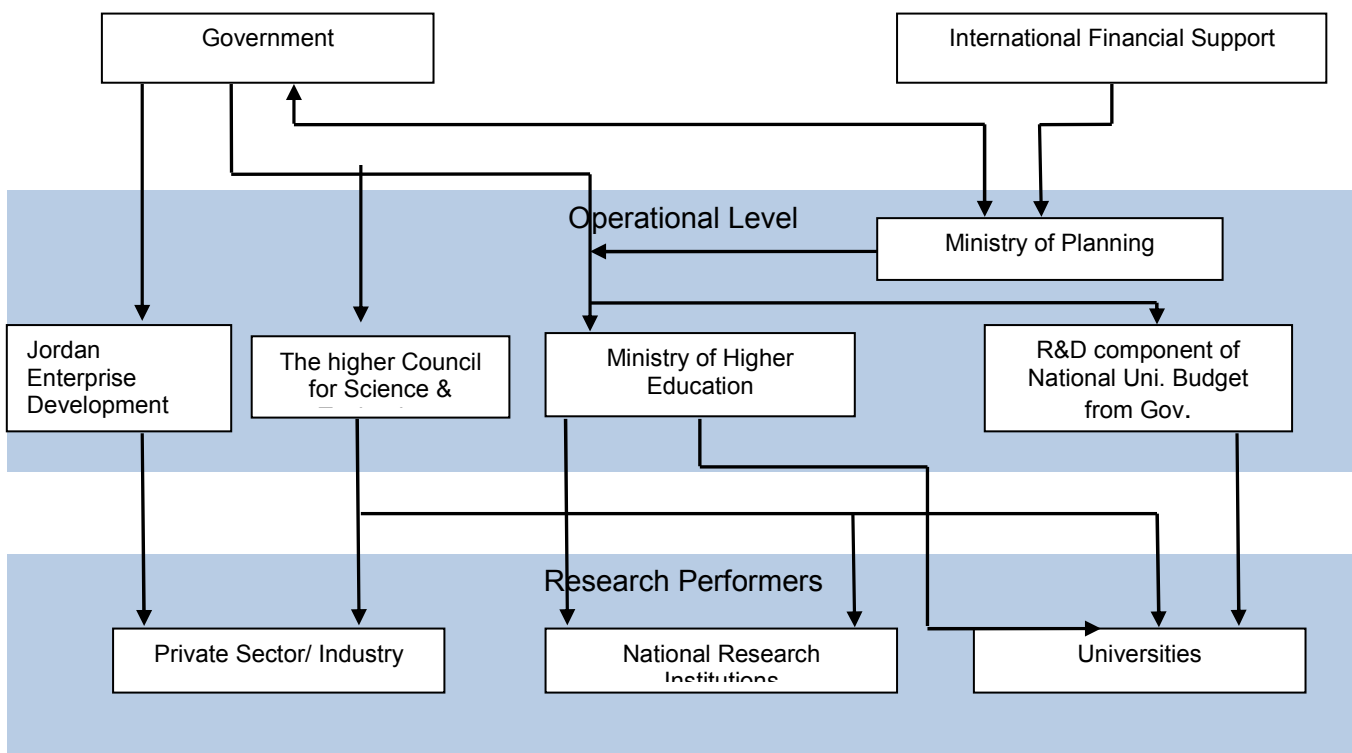 Government
International Financial Support
Operational Level
Ministry of Planning
Jordan
Enterprise
Development
The higher Council
for Science &
Ministry of Higher
Education
R&D component of
National Uni. Budget
from Gov.
Research Performers
Private Sector/ Industry
National Research
Institutions
Universities